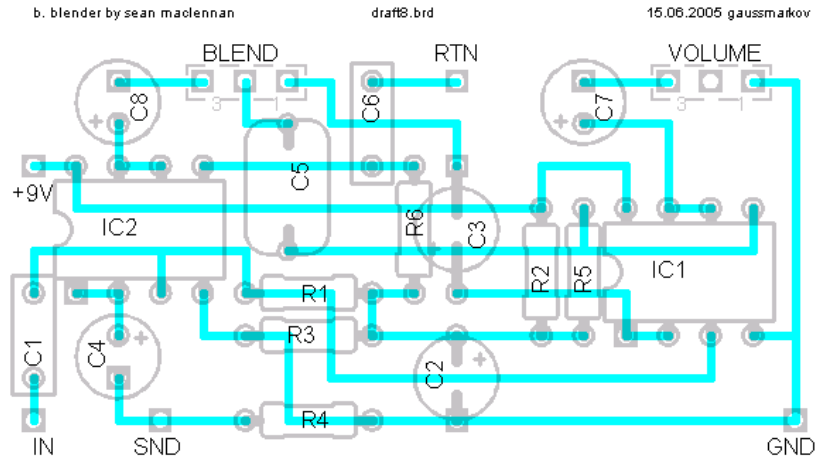 b. blender by sean maclennan draft8.brd 15.06.2005 gaussmarkov
BLEND RTN VOLUME
C8 C6 C7
3 1 3 1
+9V C5
IC2 R6 C3 R2 R5 IC1
R1
C1 C4 R3 C2
R4
IN SND GND